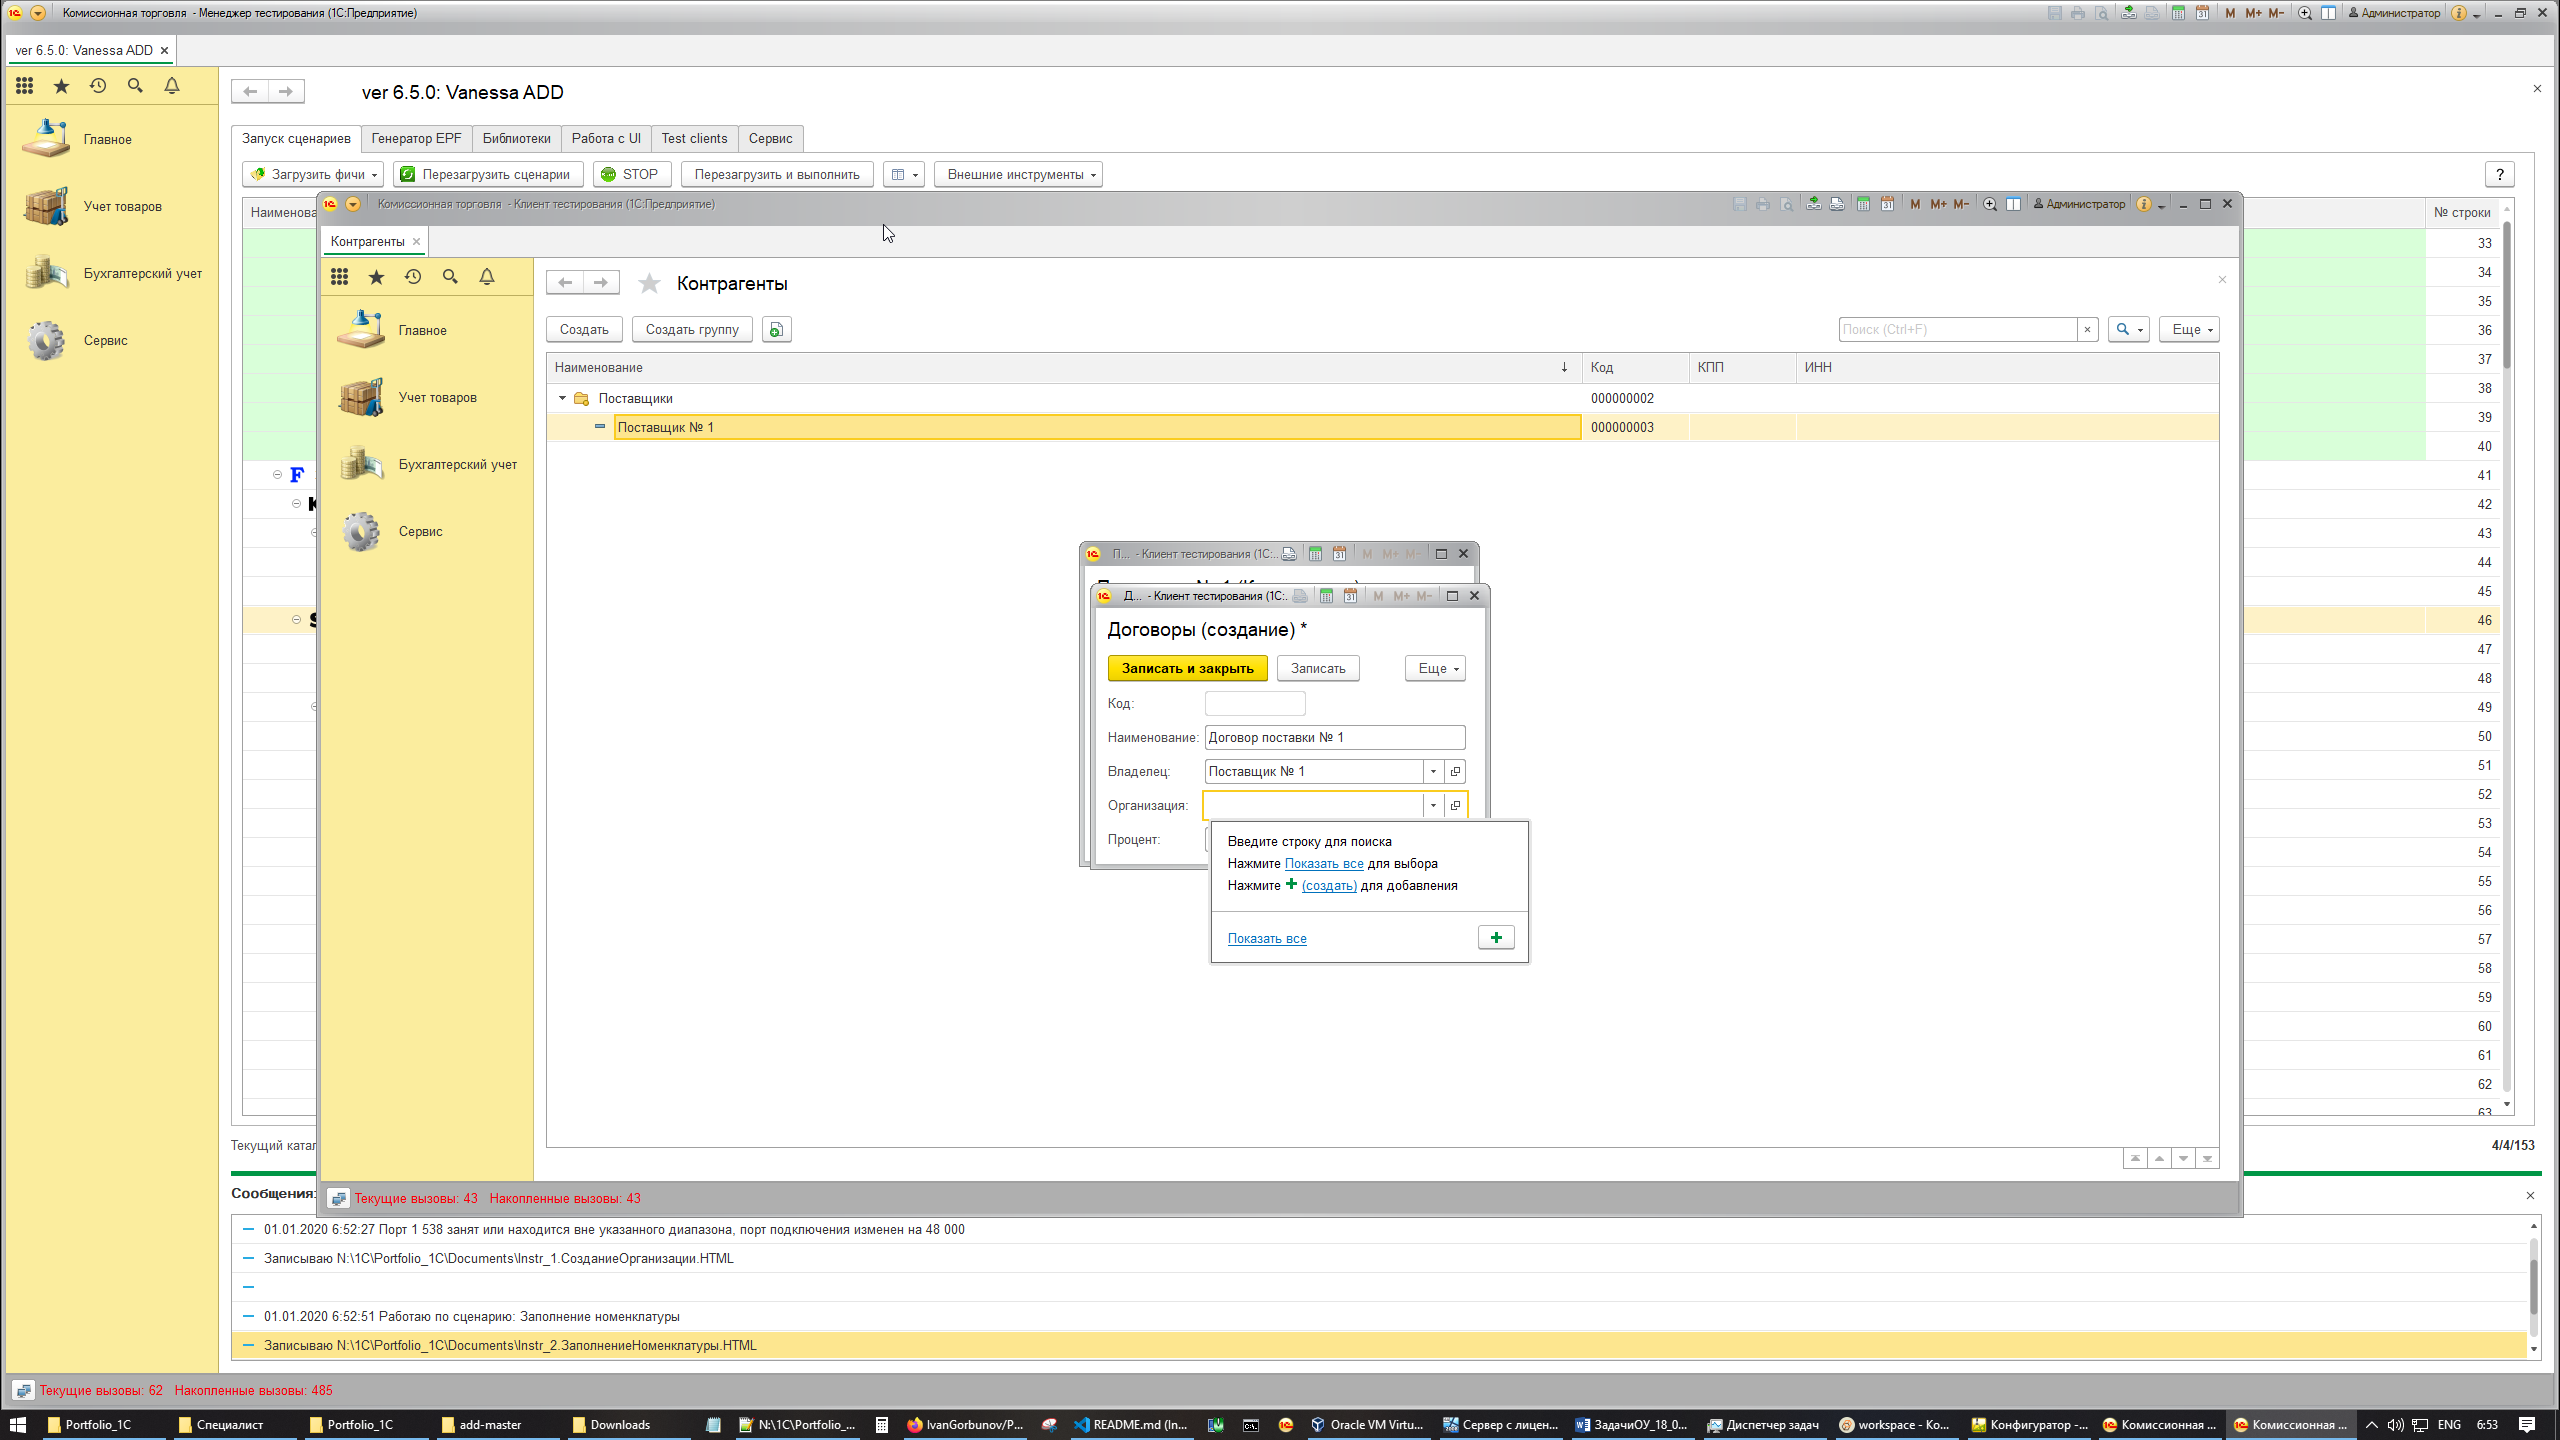 Комиссионная торговля - Менеджер тестирования (1С:Предприятие)
M M+ M- Администратор
ver 6.5.0: Vanessa ADD
ver 6.5.0: Vanessa ADD
Главное
Учет товаров
Бухгалтерский учет
Сервис
Запуск сценариев Генератор EPF Библиотеки Работа с UI Test clients Сервис
Загрузить фичи Перезагрузить сценарии STOP Перезагрузить и выполнить Внешние инструменты ?
Наименова № строки
Комиссионная торговля - Клиент тестирования (1С:Предприятие)
M M+ M- Администратор
Контрагенты
Контрагенты
Главное
Учет товаров
Бухгалтерский учет
Сервис
Создать Создать группу Поиск (Ctrl+F) Еще
Наименование Код КПП ИНН
Поставщики 000000002
Поставщик № 1 000000003
33
34
35
36
37
38
39
40
F 41
42
43
44
45
46
47
48
49
50
51
52
53
54
55
56
57
58
59
60
61
62
63
П... - Клиент тестирования (1С:... M M+ M-
Д... - Клиент тестирования (1С:. 31 M M+ M-
Договоры (создание) *
Записать и закрыть Записать Еще
Код:
Наименование: Договор поставки № 1
Владелец: Поставщик № 1
Организация:
Процент:
Введите строку для поиска
Нажмите Показать все для выбора
Нажмите (создать) для добавления
Показать все
Текущие вызовы: 43 Накопленные вызовы: 43
Текущий катал 4/4/153
Сообщения:
01.01.2020 6:52:27 Порт 1 538 занят или находится вне указанного диапазона, порт подключения изменен на 48 000
Записываю N:\1C\Portfolio_1C\Documents\Instr_1.СозданиеОрганизации.HTML
01.01.2020 6:52:51 Работаю по сценарию: Заполнение номенклатуры
Записываю N:\1C\Portfolio_1C\Documents\Instr_2.ЗаполнениеНоменклатуры.HTML
Текущие вызовы: 62 Накопленные вызовы: 485
Portfolio_1C Специалист Portfolio_1C add-master Downloads N:\1C\Portfolio_... IvanGorbunov/P... README.md (In... Oracle VM Virtu... Сервер с лицен... ЗадачиОУ_18_0... Диспетчер задач workspace - Ко... Конфигуратор -... Комиссионная ... Комиссионная ... ENG 6:53